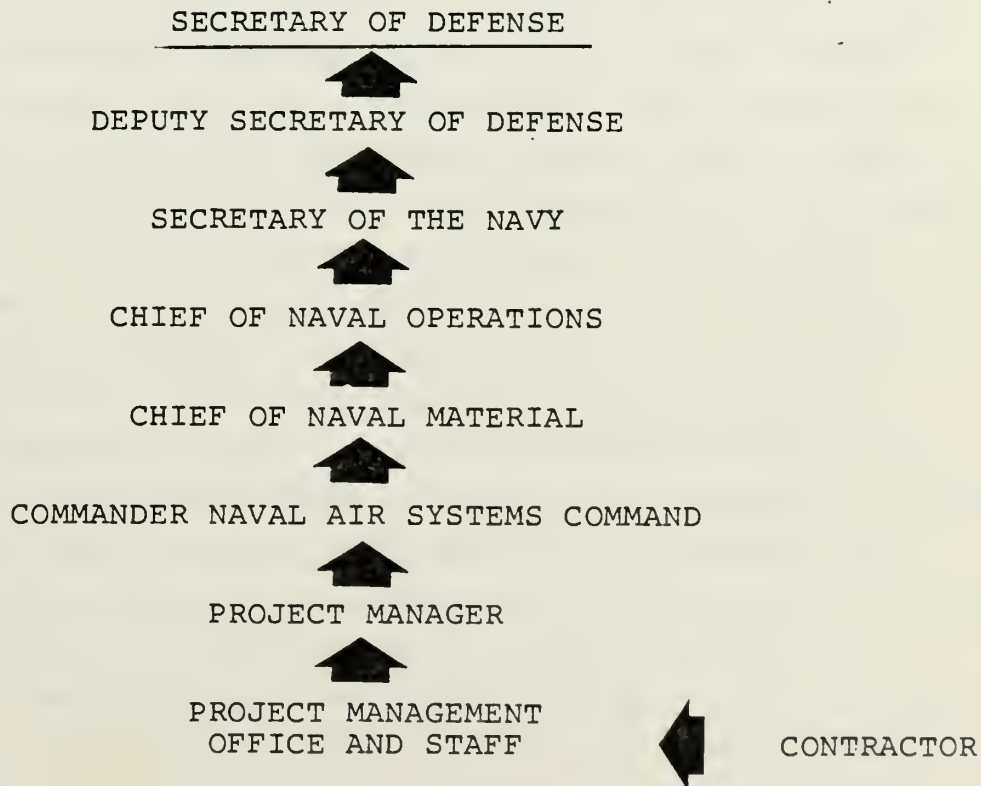 SECRETARY OF DEFENSE
DEPUTY SECRETARY OF DEFENSE
SECRETARY OF THE NAVY
CHIEF OF NAVAL OPERATIONS
CHIEF OF NAVAL MATERIAL
COMMANDER NAVAL AIR SYSTEMS COMMAND
PROJECT MANAGER
PROJECT MANAGEMENT
OFFICE AND STAFF
CONTRACTOR